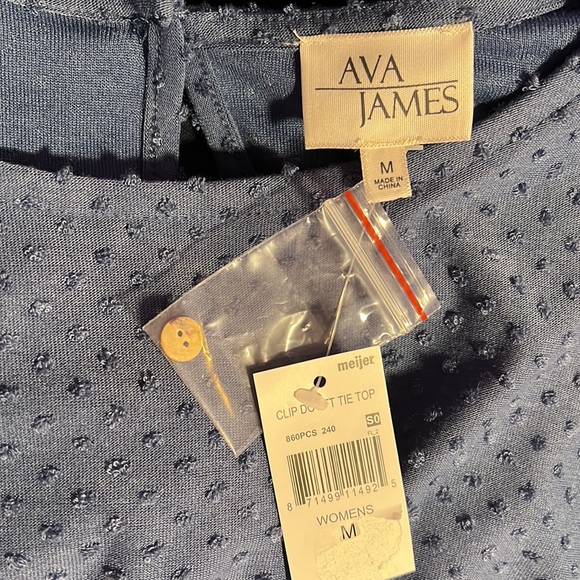 AVA
JAMES
M
MADE IN
CHINA
meijer
CLIP DOT TIE TOP
860PCS 240
SO
8 71499 11492 5
WOMENS
M